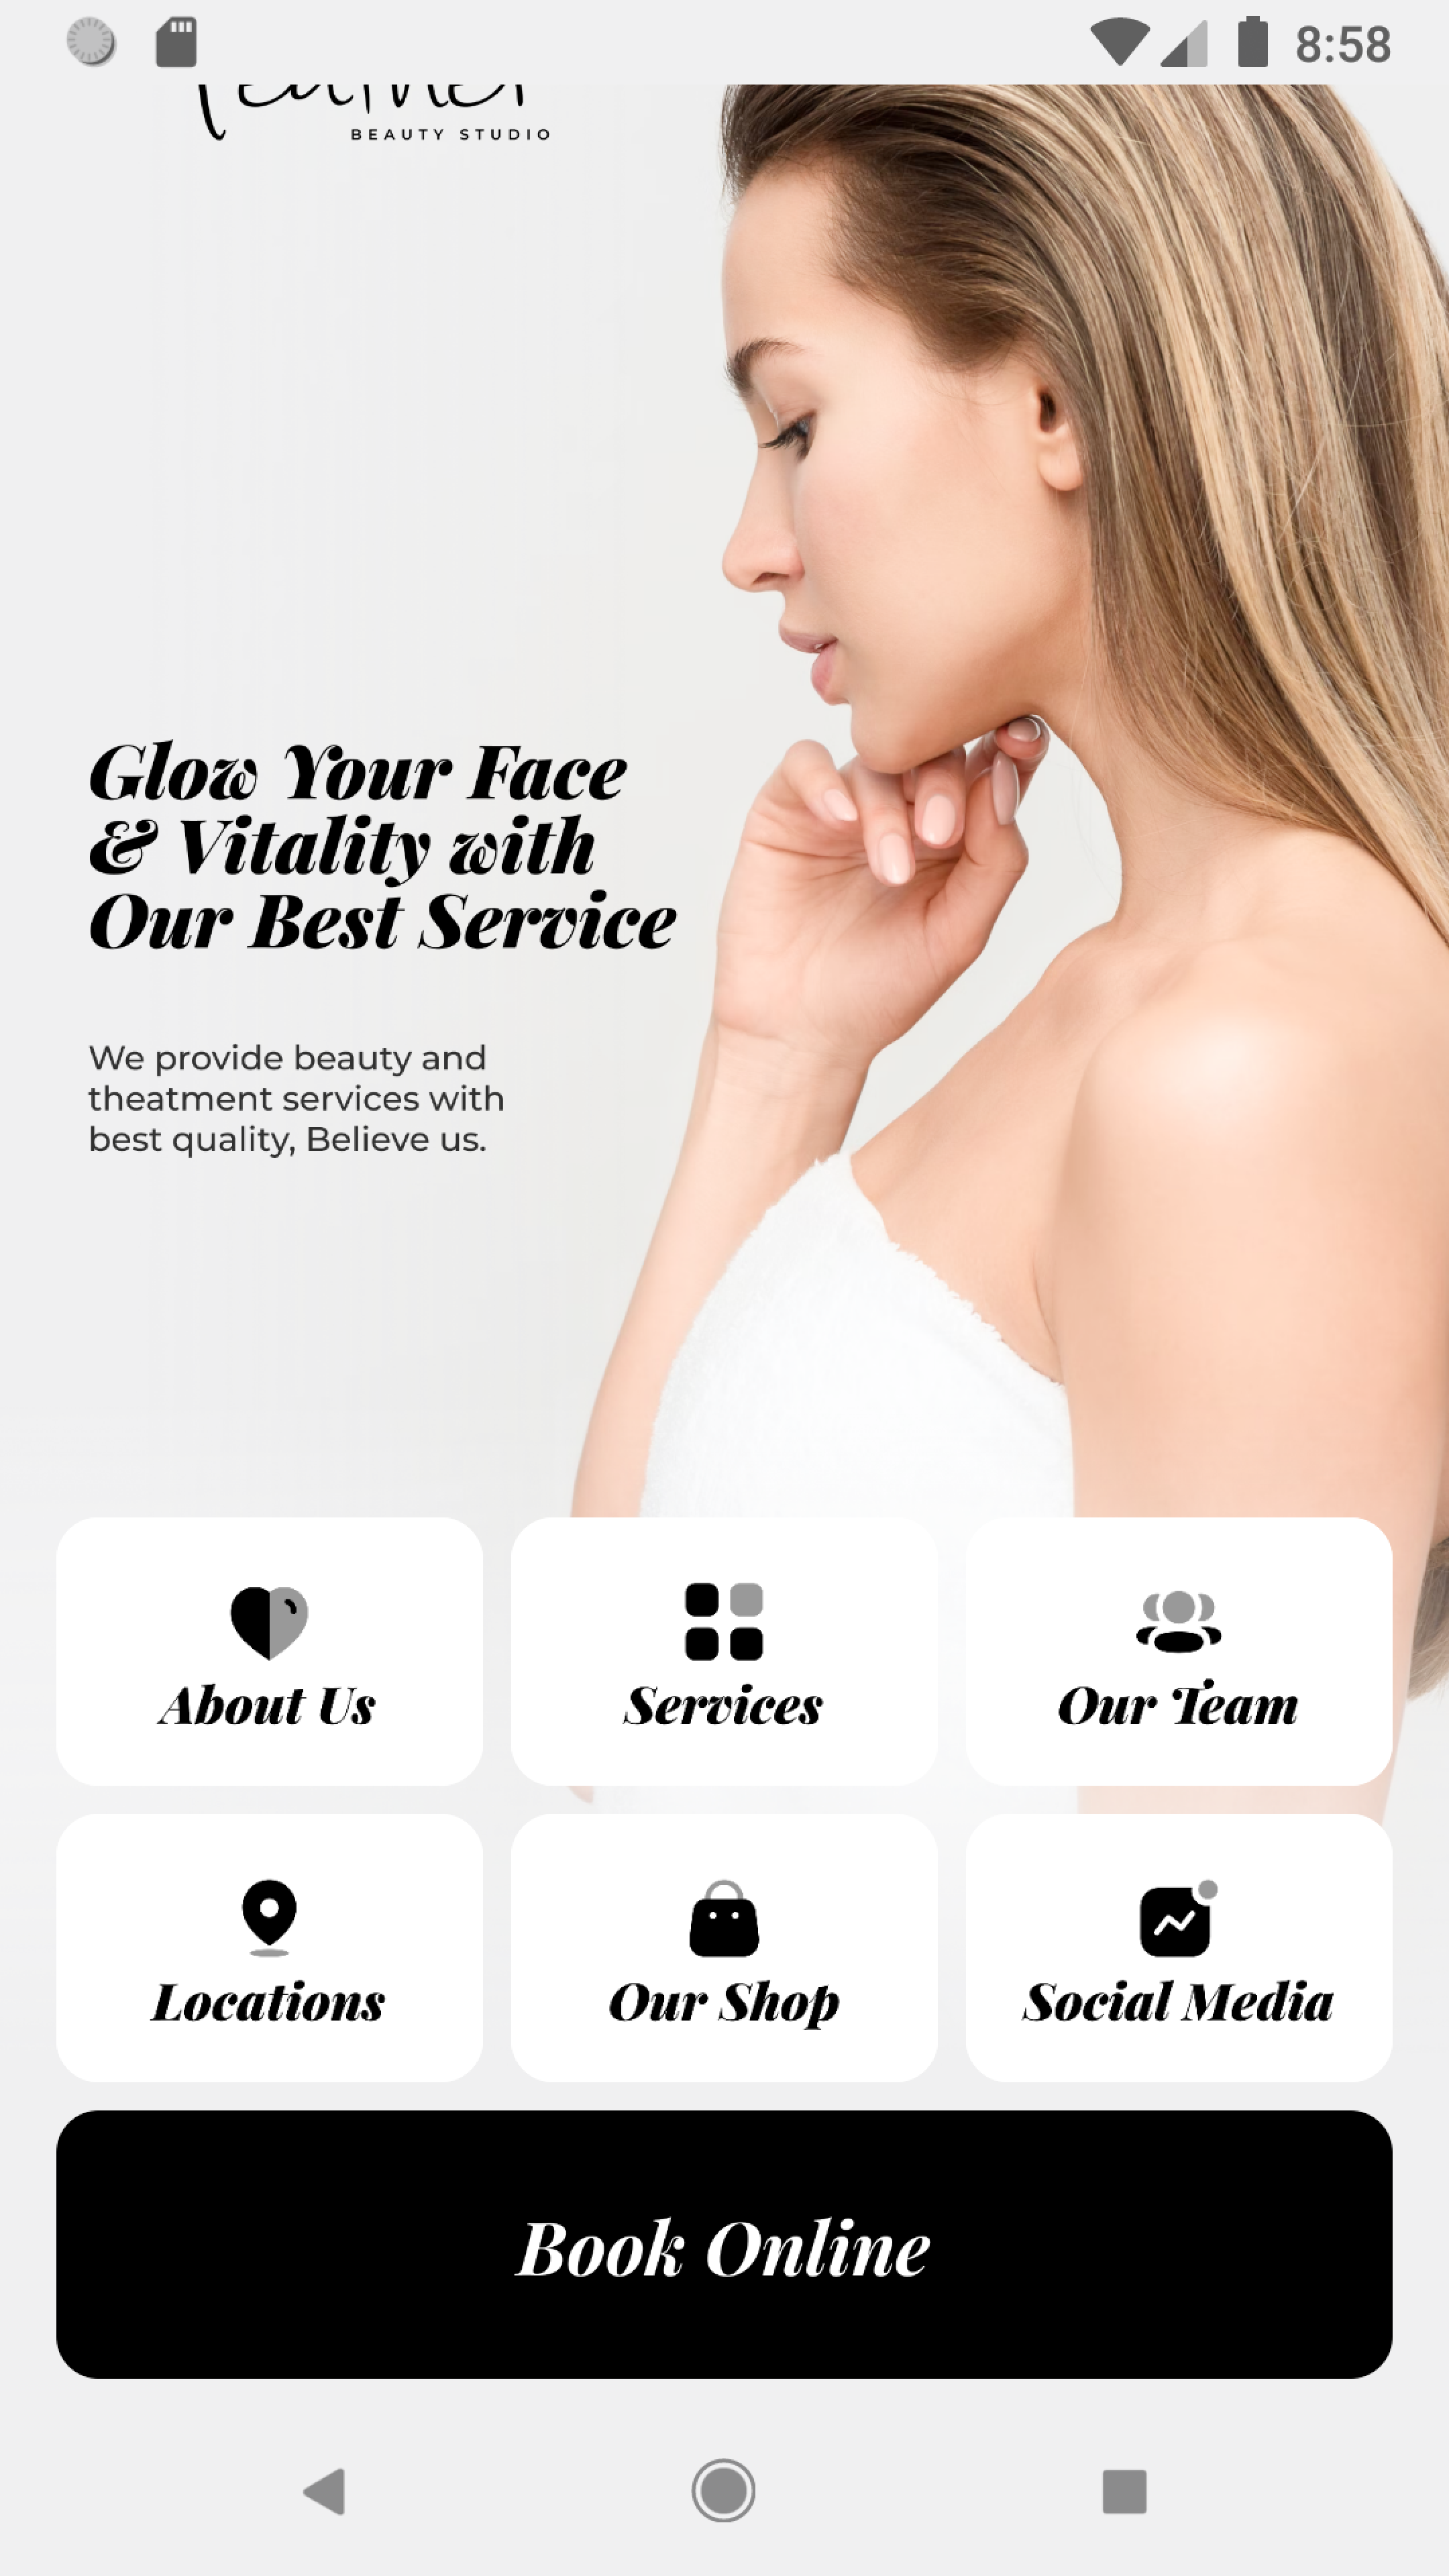 8:58
BEAUTY STUDIO
Glow Your Face
& Vitality with
Our Best Service
We provide beauty and
theatment services with
best quality, Believe us.
About Us
Services
Our Team
Locations
Our Shop
Social Media
Book Online